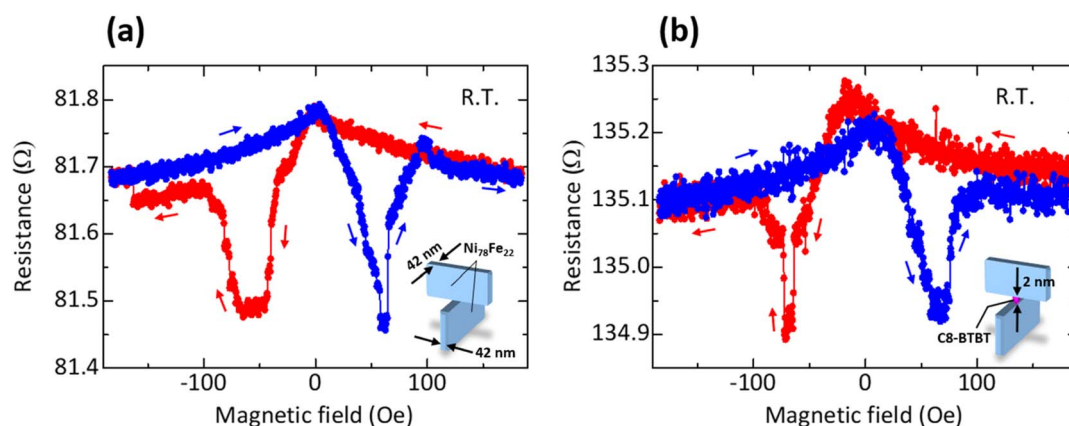 (a)
81.8
81.7
81.6
81.5
81.4
Resistance (Ω)
R.T.
42 nm
Ni₇₈Fe₂₂
42 nm
-100
0
100
Magnetic field (Oe)
(b)
135.3
135.2
135.1
135.0
134.9
Resistance (Ω)
R.T.
2 nm
C8-BTBT
-100
0
100
Magnetic field (Oe)